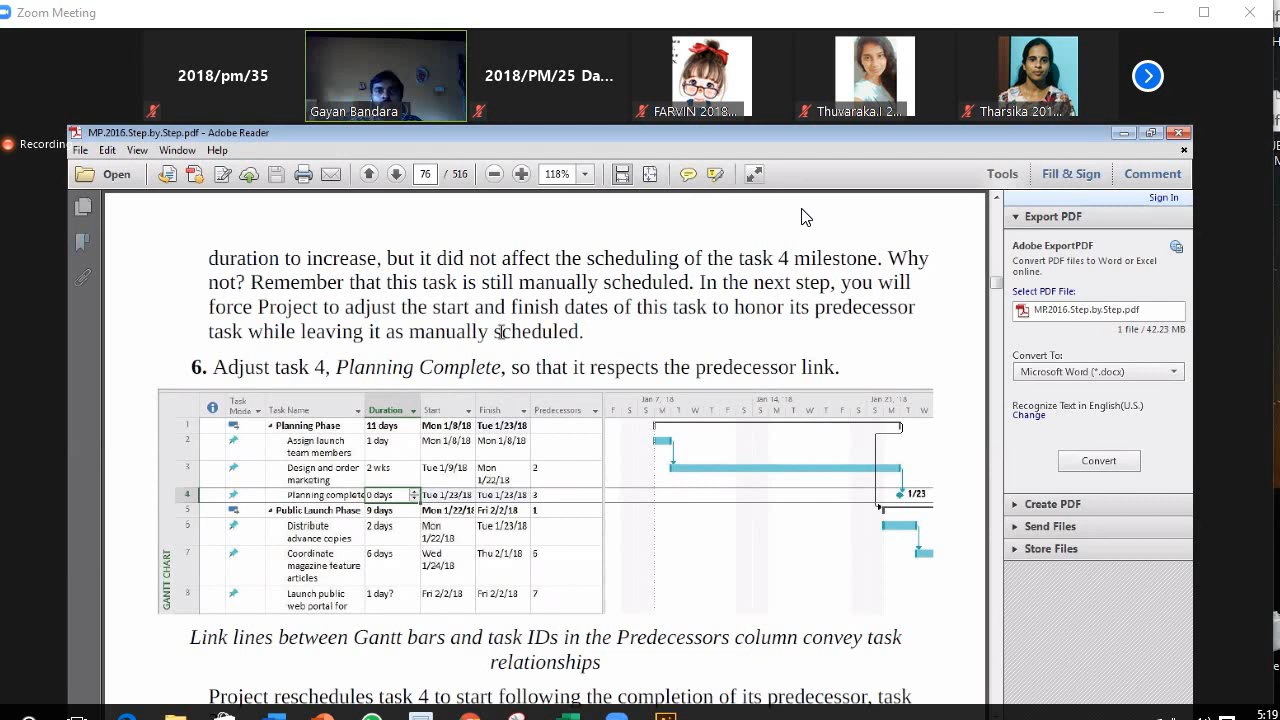 Zoom Meeting
2018/pm/35
2018/PM/25 Da...
Gayan Bandara
FARVIN 2018...
Thuvaraka.I 2...
Tharsika 201...
Recording
MP.2016.Step.by.Step.pdf - Adobe Reader
File Edit View Window Help
Open 76 / 516 118% Tools Fill & Sign Comment
Sign In
duration to increase, but it did not affect the scheduling of the task 4 milestone. Why
not? Remember that this task is still manually scheduled. In the next step, you will
force Project to adjust the start and finish dates of this task to honor its predecessor
task while leaving it as manually scheduled.
6. Adjust task 4, Planning Complete, so that it respects the predecessor link.
Task Mode Task Name Duration Start Finish Predecessors
Jan 7, '18 Jan 14, '18 Jan 21, '18
F S S M T W T F S S M T W T F S S M T W
1 Planning Phase 11 days Mon 1/8/18 Tue 1/23/18
2 Assign launch team members 1 day Mon 1/8/18 Mon 1/8/18
3 Design and order marketing 2 wks Tue 1/9/18 Mon 1/22/18 2
4 Planning complete 0 days Tue 1/23/18 Tue 1/23/18 3 1/23
5 Public Launch Phase 9 days Mon 1/22/18 Fri 2/2/18 1
6 Distribute advance copies 2 days Mon 1/22/18 Tue 1/23/18
7 Coordinate magazine feature articles 6 days Wed 1/24/18 Thu 2/1/18 6
8 Launch public web portal for 1 day? Fri 2/2/18 Fri 2/2/18 7
GANTT CHART
Link lines between Gantt bars and task IDs in the Predecessors column convey task
relationships
Project reschedules task 4 to start following the completion of its predecessor, task
Export PDF
Adobe ExportPDF
Convert PDF files to Word or Excel
online.
Select PDF File:
MP.2016.Step.by.Step.pdf
1 file / 42.23 MB
Convert To:
Microsoft Word (*.docx)
Recognize Text in English(U.S.)
Change
Convert
Create PDF
Send Files
Store Files
5:19